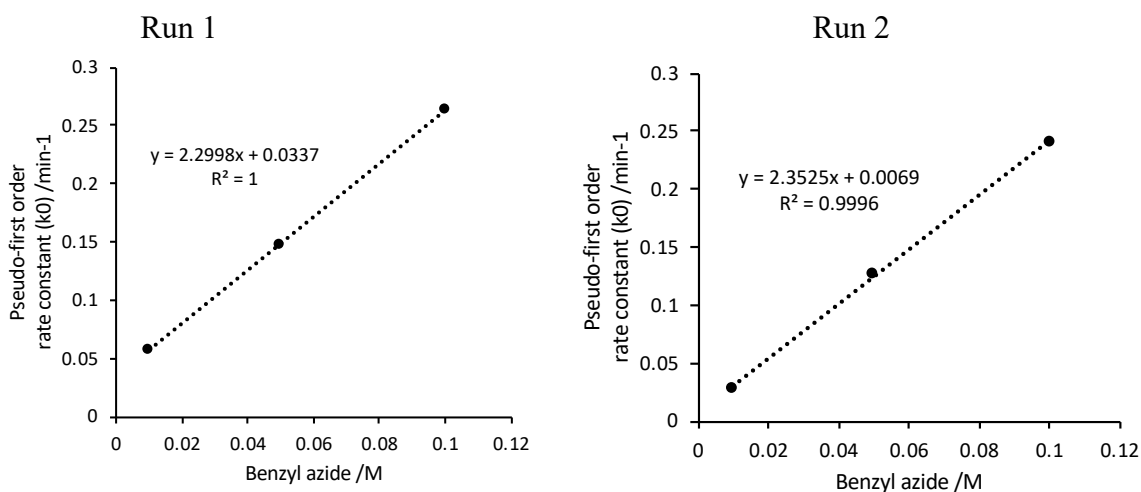 Run 1
Pseudo-first order
rate constant (k0) /min-1
0.3
0.25
0.2
0.15
0.1
0.05
0
y = 2.2998x + 0.0337
R² = 1
0 0.02 0.04 0.06 0.08 0.1 0.12
Benzyl azide /M
Run 2
Pseudo-first order
rate constant (k0) /min-1
0.3
0.25
0.2
0.15
0.1
0.05
0
y = 2.3525x + 0.0069
R² = 0.9996
0 0.02 0.04 0.06 0.08 0.1 0.12
Benzyl azide /M